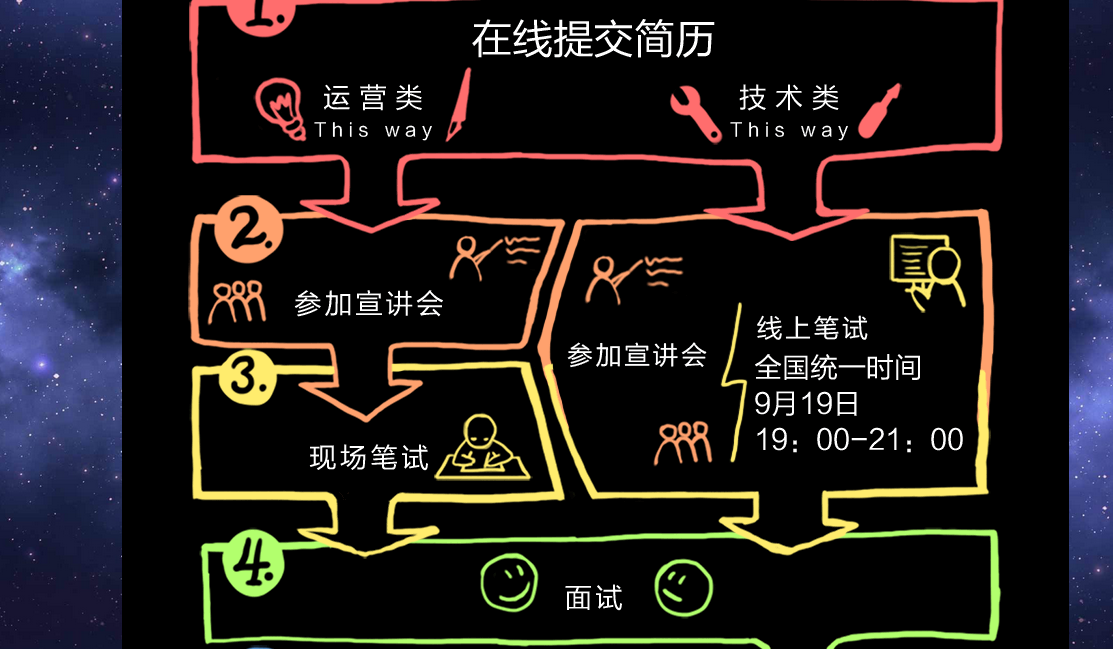 1.
在线提交简历
运营类
This way
技术类
This way
2.
参加宣讲会
3.
现场笔试
参加宣讲会
线上笔试
全国统一时间
9月19日
19：00-21：00
4.
面试